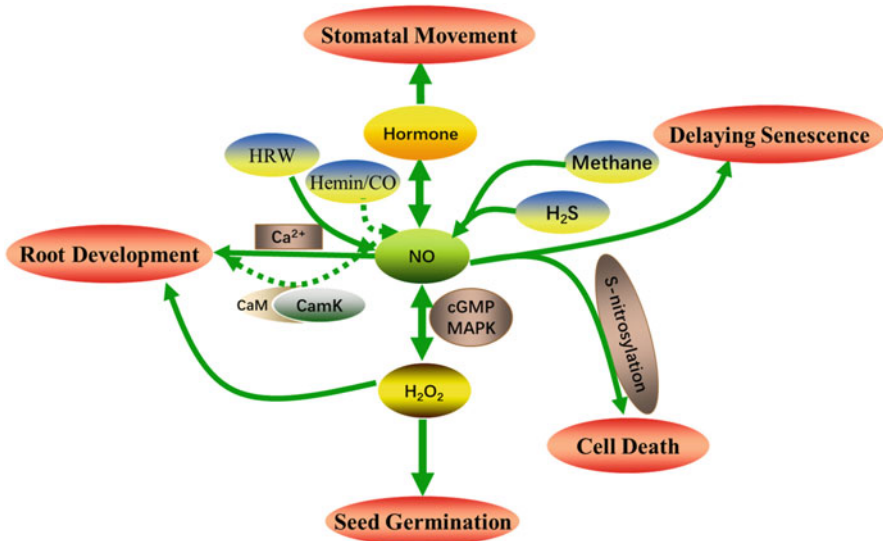 Stomatal Movement
Hormone
Delaying Senescence
HRW
Methane
Hemin/CO
H₂S
Ca²⁺
Root Development
NO
CaM
CamK
cGMP
MAPK
S-nitrosylation
H₂O₂
Cell Death
Seed Germination